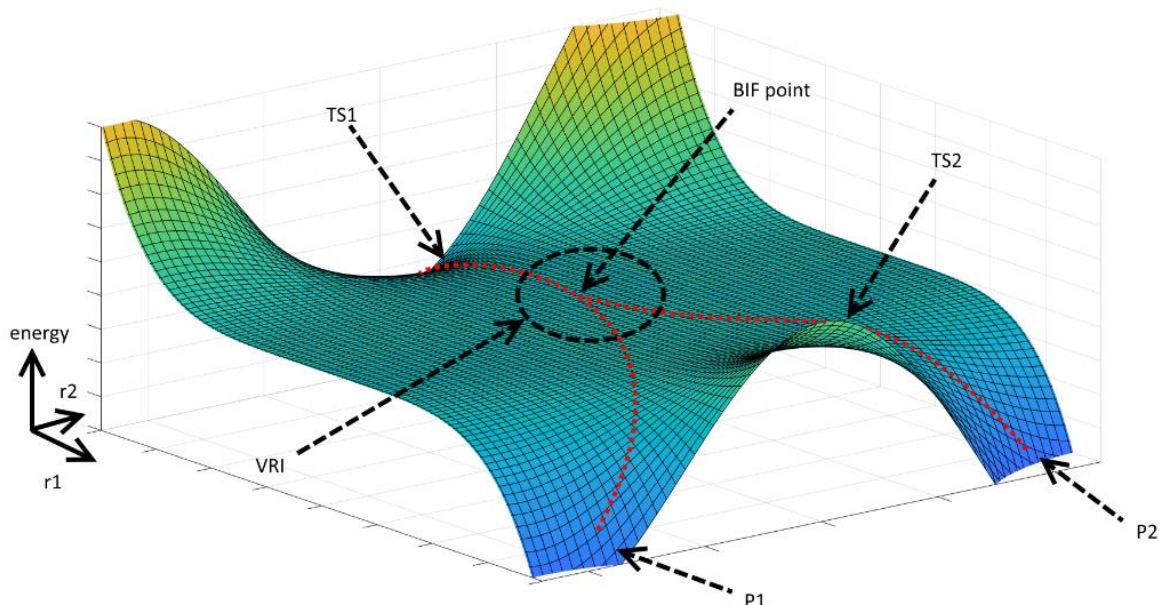 BIF point
TS1
TS2
energy
r2
r1
VRI
P2
P1